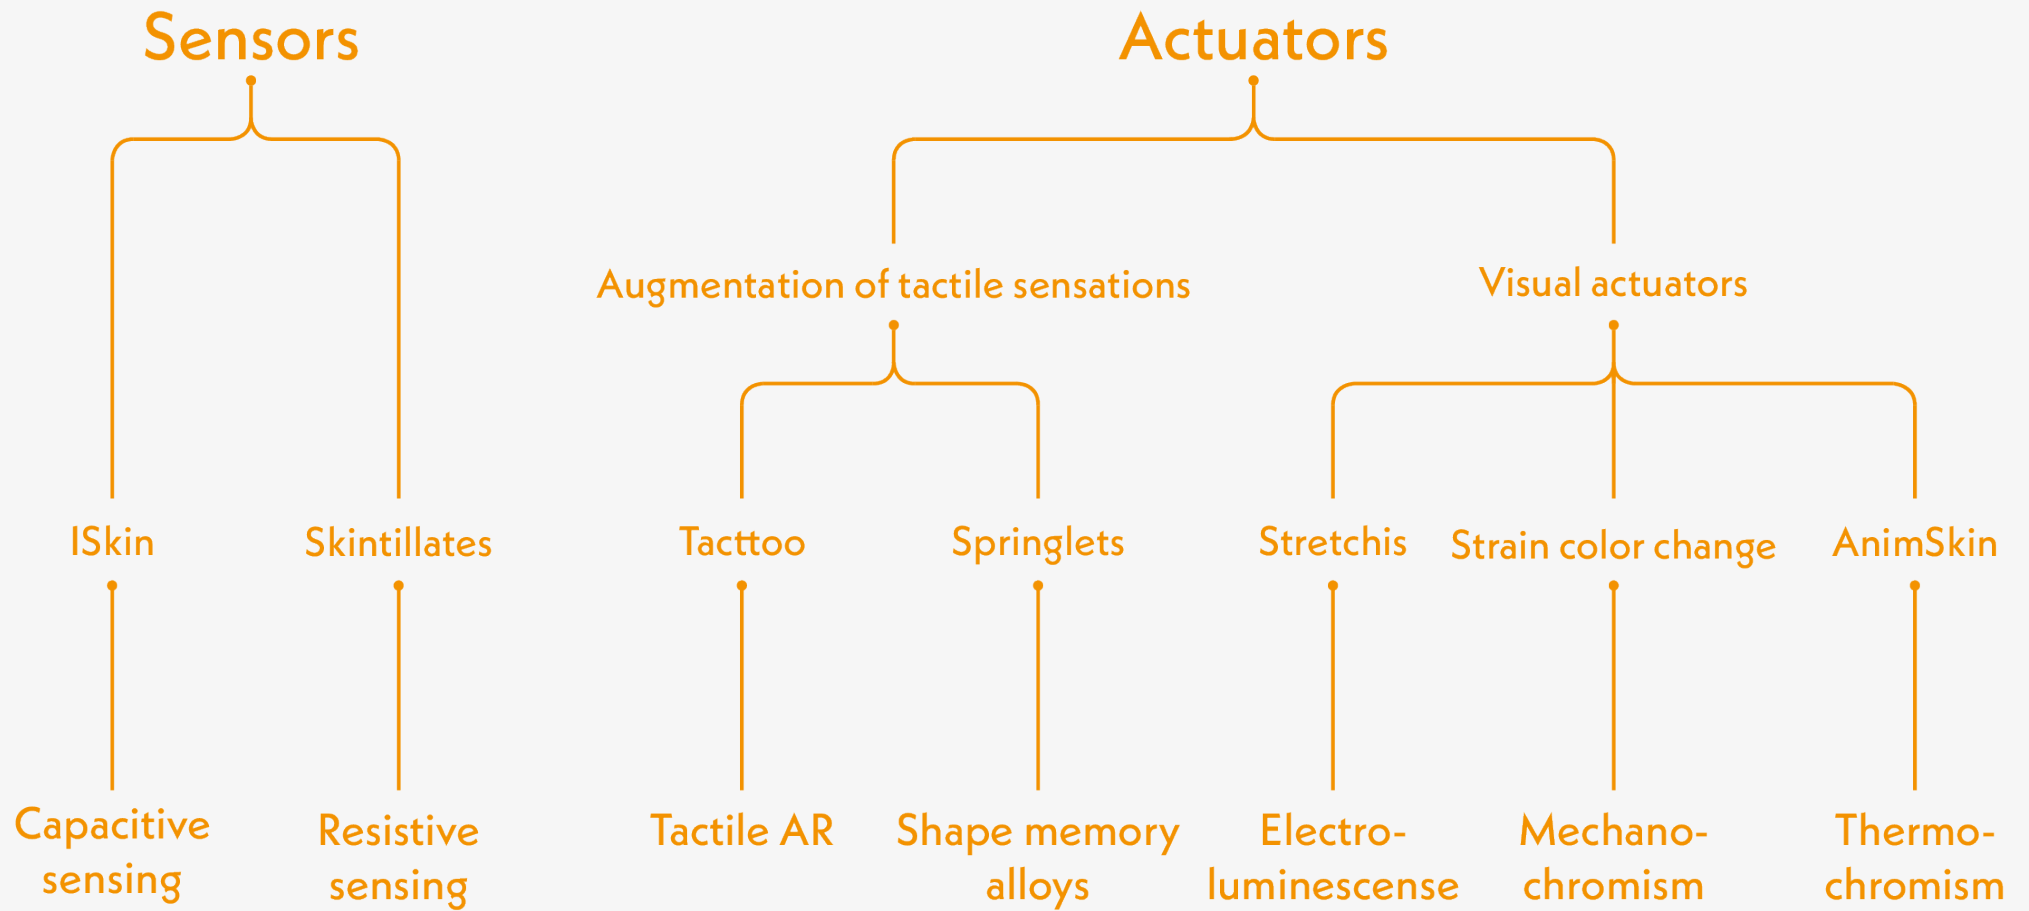 Sensors
Actuators
Augmentation of tactile sensations
Visual actuators
ISkin
Skintillates
Tacttoo
Springlets
Stretchis
Strain color change
AnimSkin
Capacitive
sensing
Resistive
sensing
Tactile AR
Shape memory
alloys
Electro-
luminescense
Mechano-
chromism
Thermo-
chromism